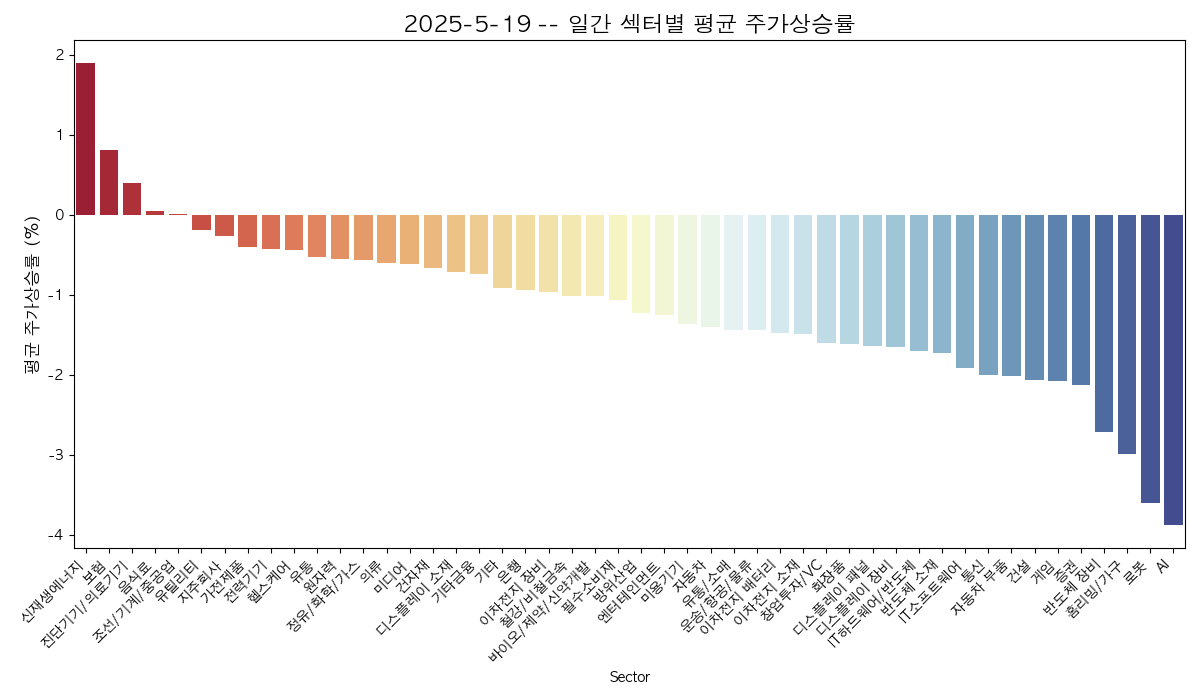 2025-5-19 -- 일간 섹터별 평균 주가상승률
평균 주가상승률 (%)
2
1
0
-1
-2
-3
-4
신재생에너지
보험
진단기기/의료기기
음식료
조선/기계/중공업
유틸리티
지주회사
가전제품
전력기기
헬스케어
유통
원자력
정유/화학/가스
의류
미디어
건자재
디스플레이 소재
기타금융
기타
은행
이차전지 장비
철강/비철금속
바이오/제약/신약개발
필수소비재
방위산업
엔터테인먼트
미용기기
자동차
유통/소매
운송/항공/물류
이차전지 배터리
이차전지 소재
창업투자/VC
화장품
디스플레이 패널
디스플레이 장비
IT하드웨어/반도체
반도체 소재
IT소프트웨어
통신
자동차 부품
건설
게임
증권
반도체 장비
홈리빙/가구
로봇
AI
Sector